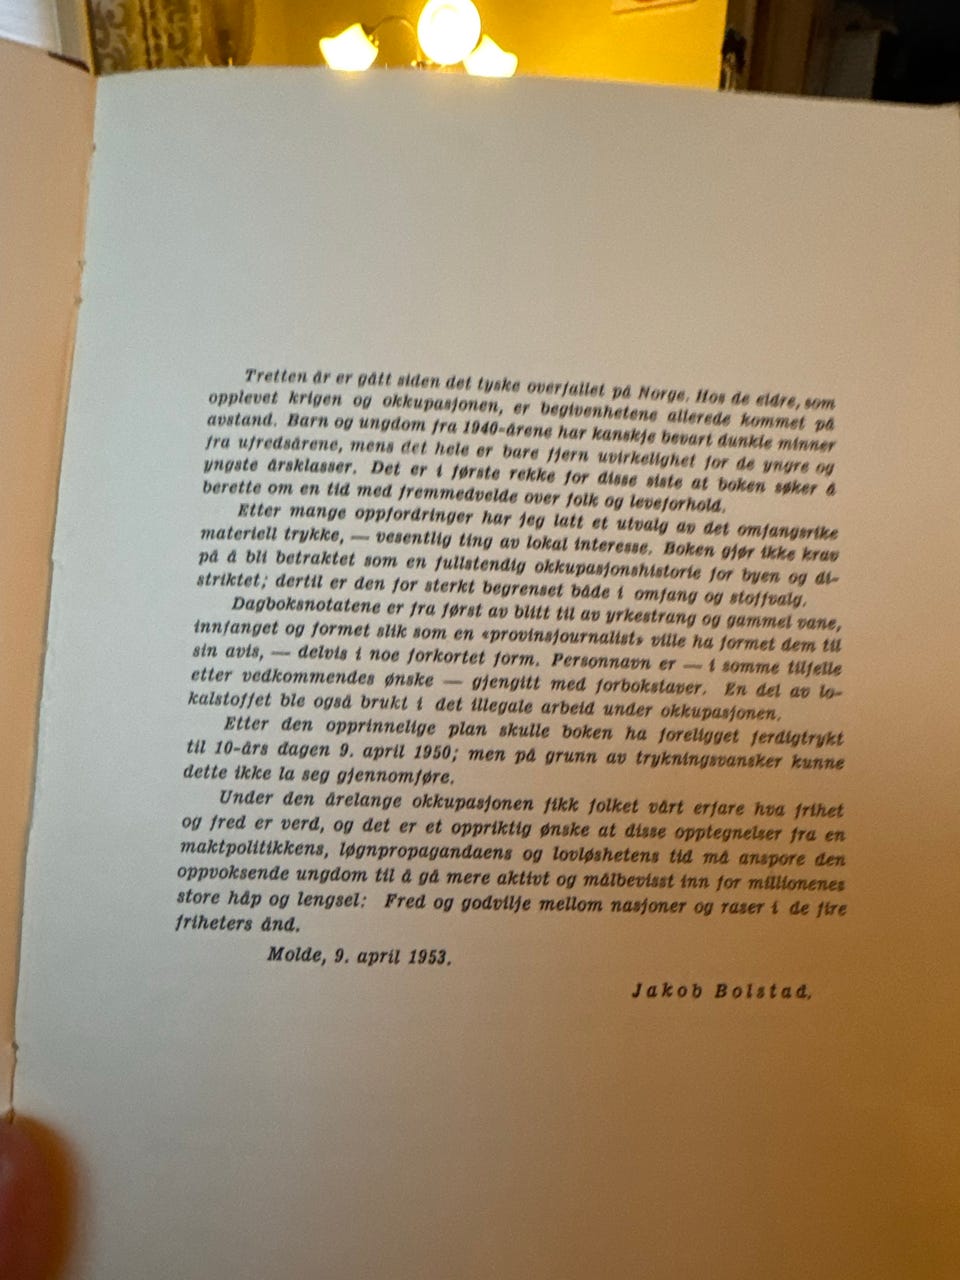 Tretten år er gått siden det tyske overfallet på Norge. Hos de eldre, som
opplevet krigen og okkupasjonen, er begivenhetene allerede kommet på
avstand. Barn og ungdom fra 1940-årene har kanskje bevart dunkle minner
fra ufredsårene, mens det hele er bare fjern uvirkelighet for de yngre og
yngste årsklasser. Det er i første rekke for disse siste at boken søker å
berette om en tid med fremmedvelde over folk og leveforhold.
Etter mange oppfordringer har jeg latt et utvalg av det omfangsrike
materiell trykke, — vesentlig ting av lokal interesse. Boken gjør ikke krav
på å bli betraktet som en fullstendig okkupasjonshistorie for byen og di-
striktet; dertil er den for sterkt begrenset både i omfang og stoffvalg.
Dagboksnotatene er fra først av blitt til av yrkestrang og gammel vane,
innfanget og formet slik som en «provinsjournalist» ville ha formet dem til
sin avis, — delvis i noe forkortet form. Personnavn er — i somme tilfelle
etter vedkommendes ønske — gjengitt med forbokstaver. En del av lo-
kalstoffet ble også brukt i det illegale arbeid under okkupasjonen.
Etter den opprinnelige plan skulle boken ha foreligget ferdigtrykt
til 10-års dagen 9. april 1950; men på grunn av trykningsvansker kunne
dette ikke la seg gjennomføre.
Under den årelange okkupasjonen fikk folket vårt erfare hva frihet
og fred er verd, og det er et oppriktig ønske at disse opptegnelser fra en
maktpolitikkens, løgnpropagandaens og lovløshetens tid må anspore den
oppvoksende ungdom til å gå mere aktivt og målbevisst inn for millionenes
store håp og lengsel: Fred og godvilje mellom nasjoner og raser i de fire
friheters ånd.
Molde, 9. april 1953.
Jakob Bolstad.